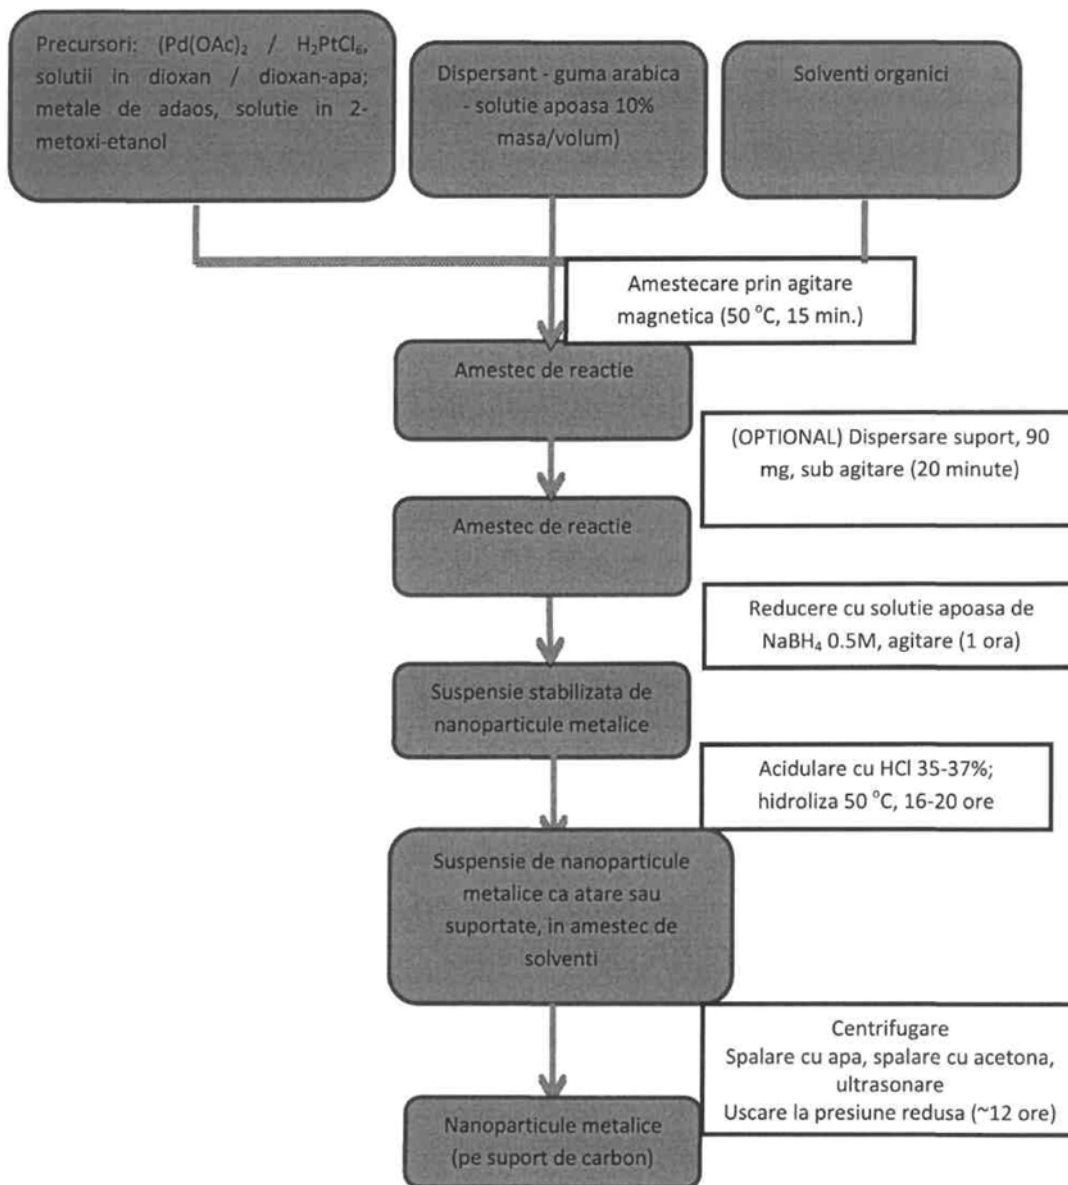 Precursori: (Pd(OAc)₂ / H₂PtCl₆,
solutii in dioxan / dioxan-apa;
metale de adaos, solutie in 2-
metoxi-etanol
Dispersant - guma arabica
- solutie apoasa 10%
masa/volum)
Solventi organici
Amestecare prin agitare
magnetica (50 °C, 15 min.)
Amestec de reactie
(OPTIONAL) Dispersare suport, 90
mg, sub agitare (20 minute)
Amestec de reactie
Reducere cu solutie apoasa de
NaBH₄ 0.5M, agitare (1 ora)
Suspensie stabilizata de
nanoparticule metalice
Acidulare cu HCl 35-37%;
hidroliza 50 °C, 16-20 ore
Suspensie de nanoparticule
metalice ca atare sau
suportate, in amestec de
solventi
Centrifugare
Spalare cu apa, spalare cu acetona,
ultrasonare
Uscare la presiune redusa (~12 ore)
Nanoparticule metalice
(pe suport de carbon)